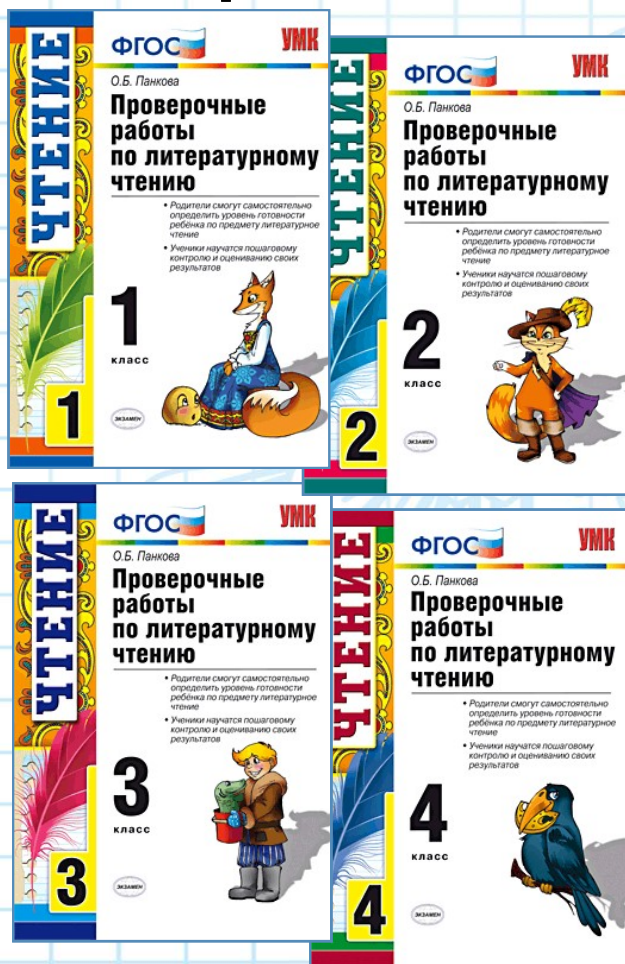 ЧТЕНИЕ
ФГОС
УМК
О.Б. Панкова
Проверочные
работы
по литературному
чтению
• Родители смогут самостоятельно
определить уровень готовности
ребёнка по предмету литературное
чтение
• Ученики научатся пошаговому
контролю и оцениванию своих
результатов
1
класс
ЭКЗАМЕН
1
ЧТЕНИЕ
ФГОС
УМК
О.Б. Панкова
Проверочные
работы
по литературному
чтению
• Родители смогут самостоятельно
определить уровень готовности
ребёнка по предмету литературное
чтение
• Ученики научатся пошаговому
контролю и оцениванию своих
результатов
2
класс
ЭКЗАМЕН
2
ЧТЕНИЕ
ФГОС
УМК
О.Б. Панкова
Проверочные
работы
по литературному
чтению
• Родители смогут самостоятельно
определить уровень готовности
ребёнка по предмету литературное
чтение
• Ученики научатся пошаговому
контролю и оцениванию своих
результатов
3
класс
ЭКЗАМЕН
3
ЧТЕНИЕ
ФГОС
УМК
О.Б. Панкова
Проверочные
работы
по литературному
чтению
• Родители смогут самостоятельно
определить уровень готовности
ребёнка по предмету литературное
чтение
• Ученики научатся пошаговому
контролю и оцениванию своих
результатов
4
класс
ЭКЗАМЕН
4